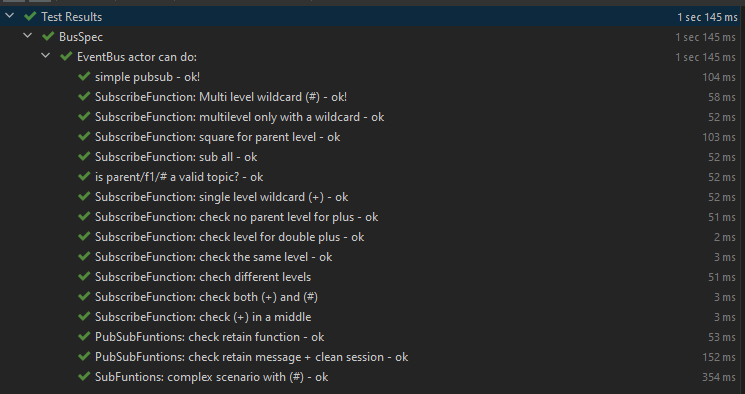 Test Results 1 sec 145 ms
BusSpec 1 sec 145 ms
EventBus actor can do: 1 sec 145 ms
simple pubsub - ok! 104 ms
SubscribeFunction: Multi level wildcard (#) - ok! 58 ms
SubscribeFunction: multilevel only with a wildcard - ok 52 ms
SubscribeFunction: square for parent level - ok 103 ms
SubscribeFunction: sub all - ok 52 ms
is parent/f1/# a valid topic? - ok 52 ms
SubscribeFunction: single level wildcard (+) - ok 52 ms
SubscribeFunction: check no parent level for plus - ok 51 ms
SubscribeFunction: check level for double plus - ok 2 ms
SubscribeFunction: check the same level - ok 3 ms
SubscribeFunction: chech different levels 51 ms
SubscribeFunction: check both (+) and (#) 3 ms
SubscribeFunction: check (+) in a middle 3 ms
PubSubFuntions: check retain function - ok 53 ms
PubSubFuntions: check retain message + clean session - ok 152 ms
SubFuntions: complex scenario with (#) - ok 354 ms